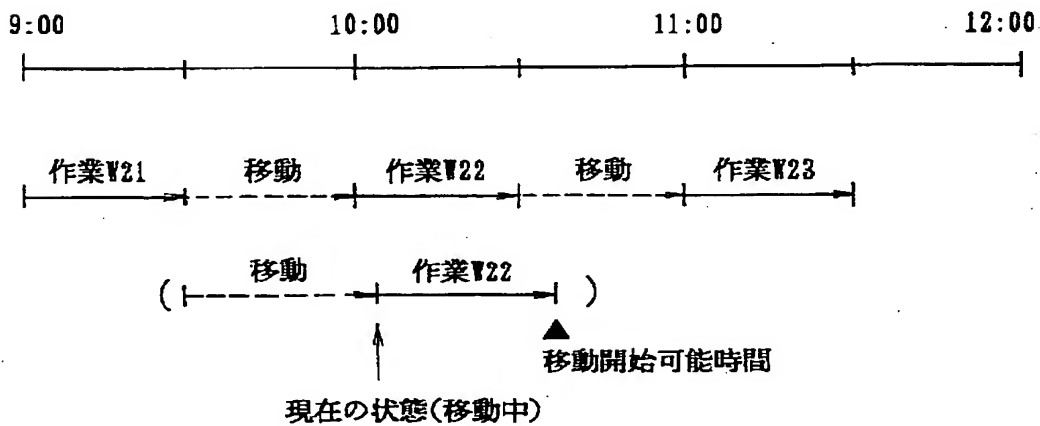 9:00 10:00 11:00 12:00
作業W21 移動 作業W22 移動 作業W23
( 移動 作業W22 )
移動開始可能時間
現在の状態(移動中)